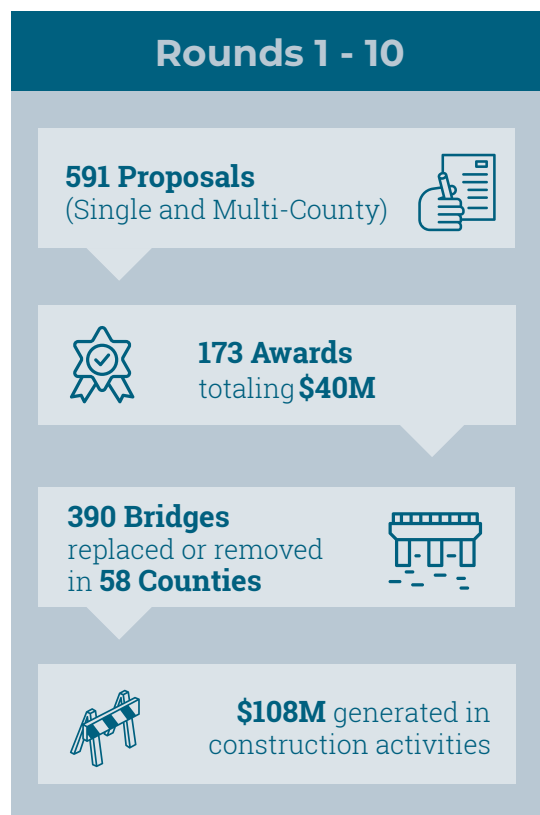 Rounds 1 - 10
591 Proposals
(Single and Multi-County)
173 Awards
totaling $40M
390 Bridges
replaced or removed
in 58 Counties
$108M generated in
construction activities